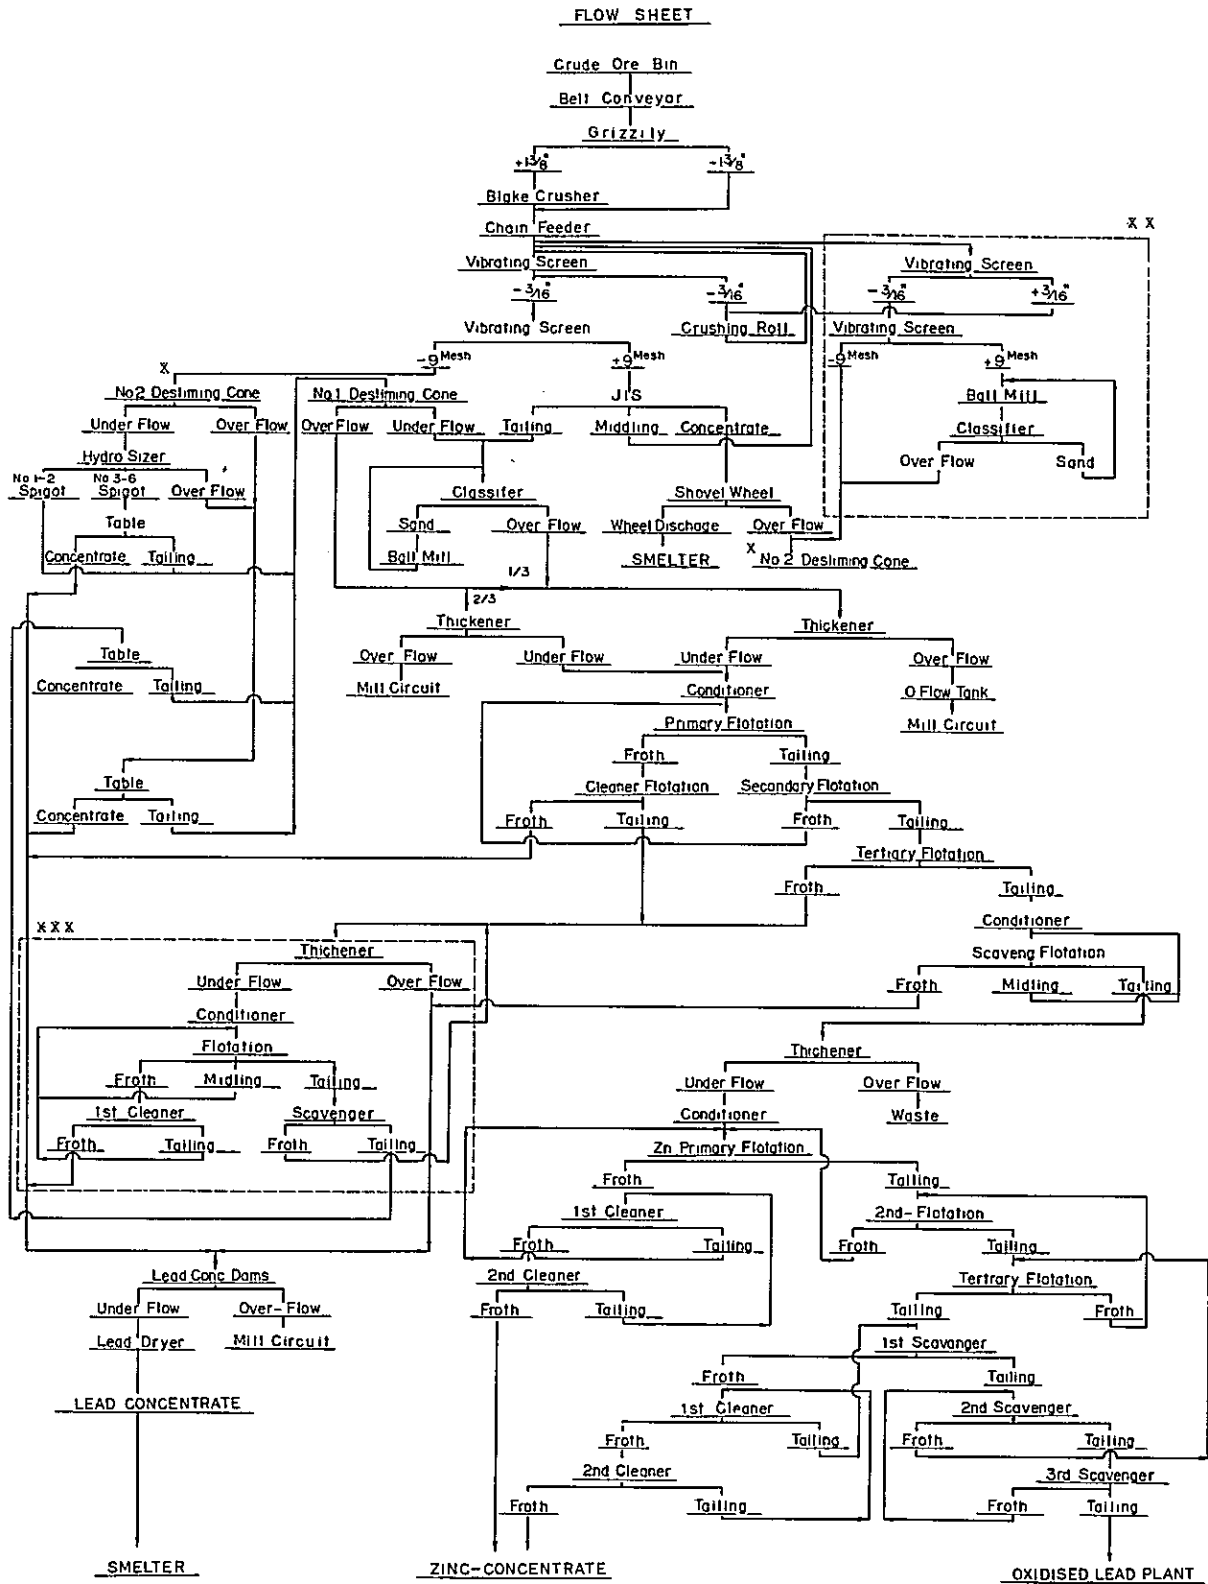 FLOW SHEET
Crude Ore Bin
Belt Conveyor
Grizzily
+1 3/8" -1 3/8"
Blake Crusher
Chain Feeder
X X
Vibrating Screen Vibrating Screen
-3/16" -3/16" -3/16" +3/16"
Vibrating Screen Crushing Roll Vibrating Screen
-9 Mesh +9 Mesh -9 Mesh +9 Mesh
X
No2 Desliming Cone No.1 Desliming Cone JIS Ball Mill
Under Flow Over Flow Over Flow Under Flow Tailing Middling Concentrate Classifier
Hydro Sizer Over Flow Sand
No 1-2 Spigot No 3-6 Spigot Over Flow Classifer Shovel Wheel
Table Sand Over Flow Wheel Dischage Over Flow
Concentrate Tailing Ball Mill SMELTER X No 2 Desliming Cone
1/3
2/3
Thickener Thickener
Table Over Flow Under Flow Under Flow Over Flow
Concentrate Tailing Mill Circuit Conditioner O Flow Tank
Primary Flotation Mill Circuit
Froth Tailing
Table Cleaner Flotation Secondary Flotation
Concentrate Tailing Froth Tailing Froth Tailing
Tertiary Flotation
Froth Tailing
X X X Conditioner
Thichener Scaveng Flotation
Under Flow Over Flow Froth Midling Tailing
Conditioner
Flotation Thichener
Froth Midling Tailing Under Flow Over Flow
1st Cleaner Scavenger Conditioner Waste
Froth Tailing Froth Tailing Zn Primary Flotation
Froth Tailing
1st Cleaner 2nd-Flotation
Froth Tailing Froth Tailing
Lead Conc Dams 2nd Cleaner Tertrary Flotation
Under Flow Over-Flow Froth Tailing Tailing Froth
Lead Dryer Mill Circuit 1st Scavanger
Froth Tailing
LEAD CONCENTRATE 1st Cleaner 2nd Scavenger
Froth Tailing Froth Tailing
2nd Cleaner 3rd Scavenger
Froth Tailing Froth Tailing
SMELTER ZINC-CONCENTRATE OXIDISED LEAD PLANT